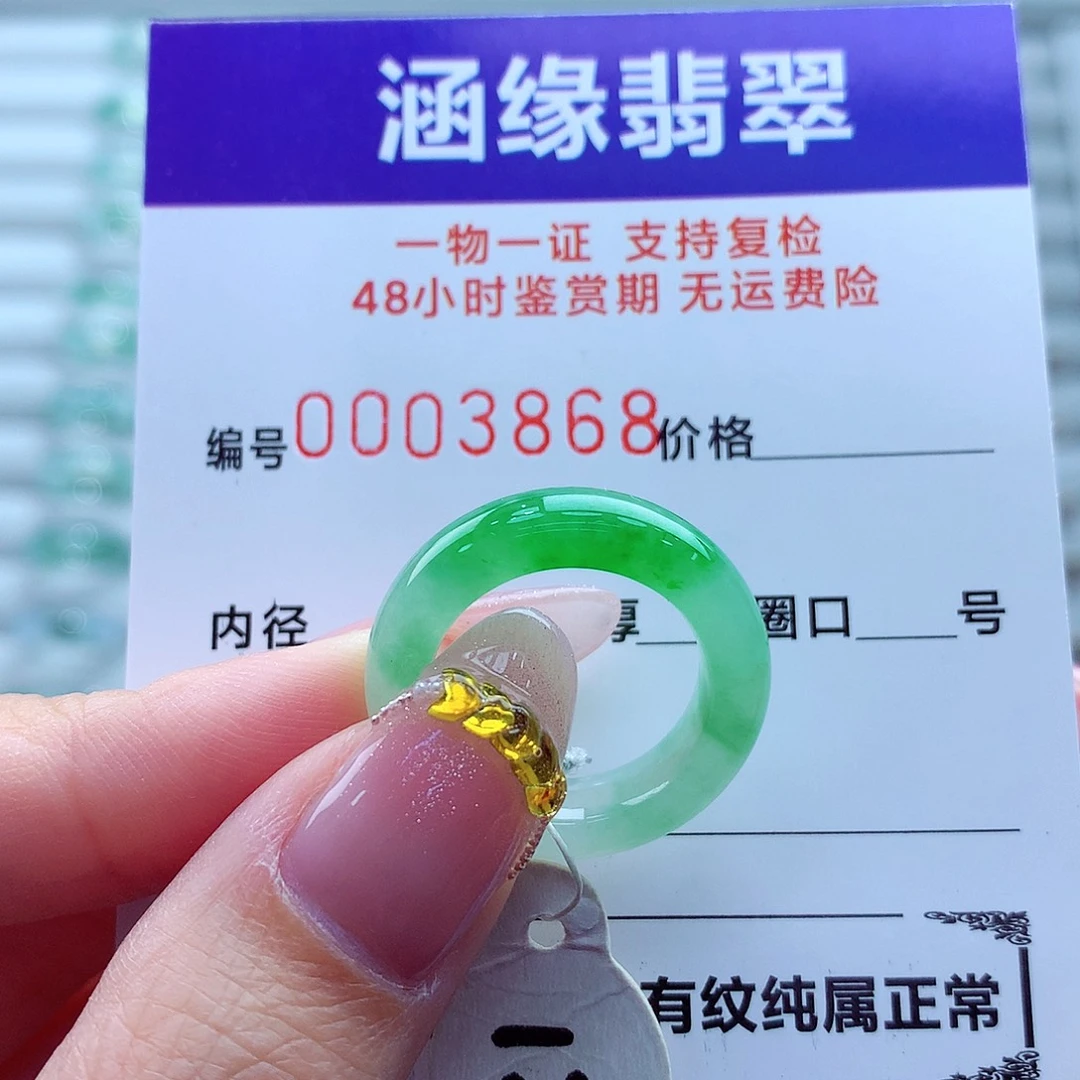 涵缘翡翠
一物一证 支持复检
48小时鉴赏期 无运费险
编号0003868价格
内径 厚 圈口 号
有纹纯属正常